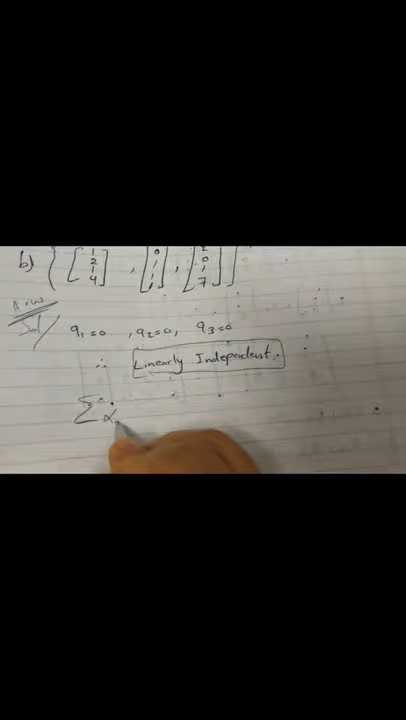 b) { [1 2 1 4] , [0 1 1 1] , [2 0 1 7] }
Sol/
a₁=0 , a₂=0, a₃=0
∴ Linearly Independent.
Σ α